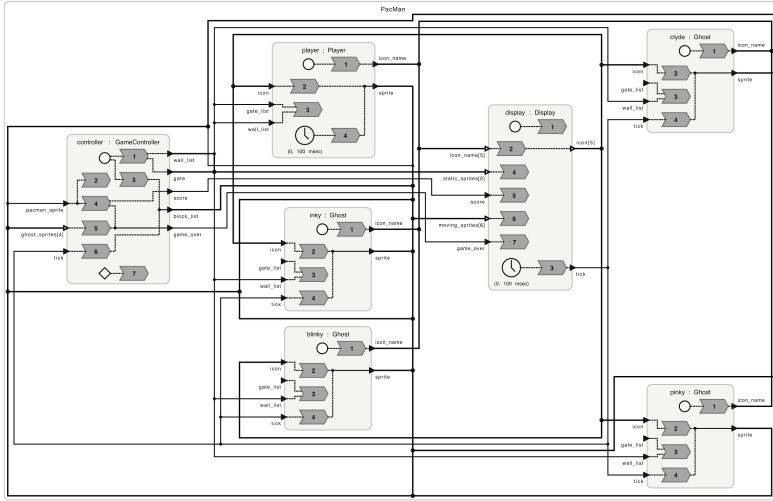 PacMan
player : Player
1
icon_name
icon
2
sprite
gate_list
3
wall_list
4
(0, 100 msec)
clyde : Ghost
1
icon_name
icon
2
sprite
gate_list
3
wall_list
tick
4
controller : GameController
1
wall_list
2
3
gate
4
score
pacman_sprite
block_list
ghost_sprites[4]
5
game_over
tick
6
7
display : Display
1
icon_name[5]
2
icon[5]
static_sprites[2]
4
score
5
moving_sprites[6]
6
game_over
7
3
tick
(0, 100 msec)
inky : Ghost
1
icon_name
icon
2
sprite
gate_list
3
wall_list
tick
4
blinky : Ghost
1
icon_name
icon
2
sprite
gate_list
3
wall_list
tick
4
pinky : Ghost
1
icon_name
icon
2
sprite
gate_list
3
wall_list
tick
4